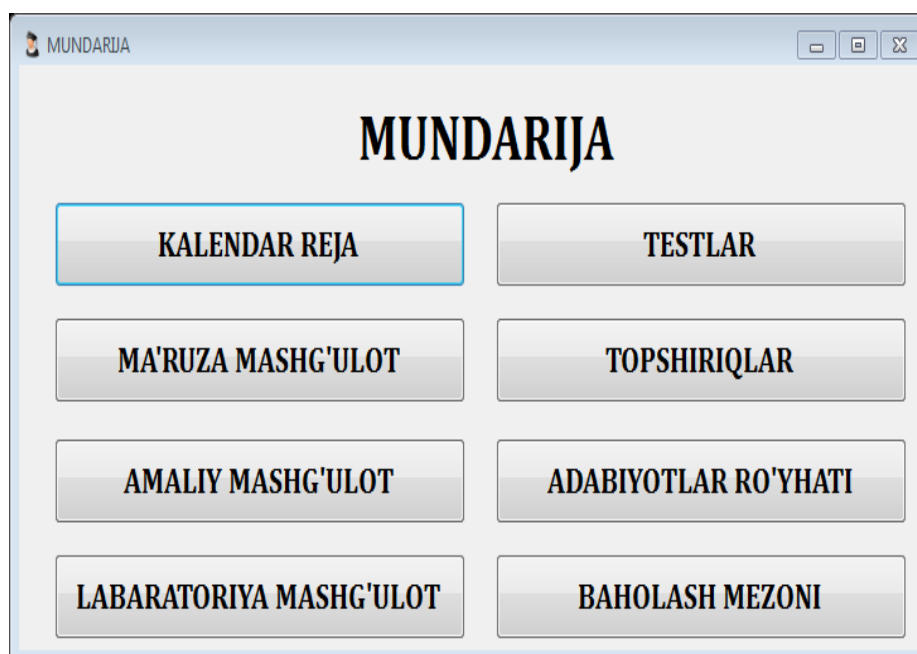 MUNDARIJA
MUNDARIJA
KALENDAR REJA
TESTLAR
MA'RUZA MASHG'ULOT
TOPSHIRIQLAR
AMALIY MASHG'ULOT
ADABIYOTLAR RO'YHATI
LABARATORIYA MASHG'ULOT
BAHOLASH MEZONI